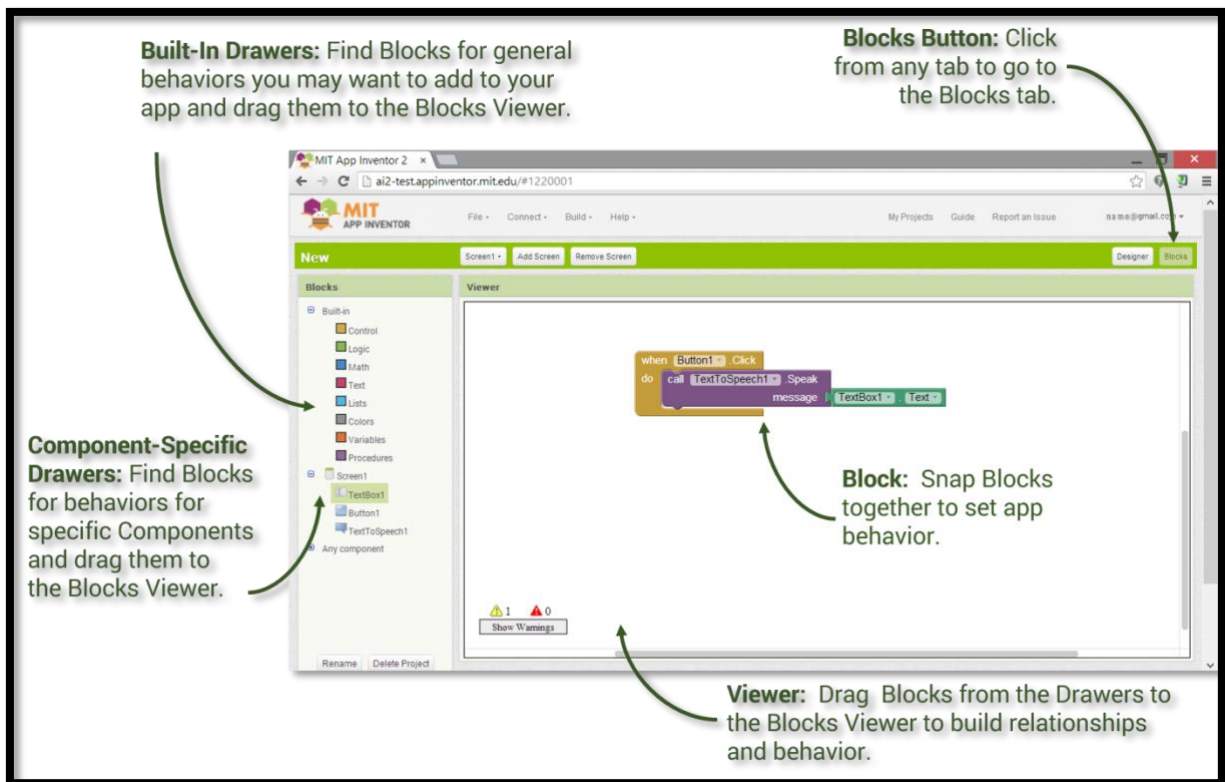 Built-In Drawers: Find Blocks for general
behaviors you may want to add to your
app and drag them to the Blocks Viewer.
Blocks Button: Click
from any tab to go to
the Blocks tab.
MIT App Inventor 2 ×
ai2-test.appinventor.mit.edu/#1220001
MIT
APP INVENTOR
File Connect Build Help
My Projects Guide Report an Issue name@gmail.com
New
Screen1 Add Screen Remove Screen
Designer Blocks
Blocks
Viewer
Built-in
Control
Logic
Math
Text
Lists
Colors
Variables
Procedures
Screen1
TextBox1
Button1
TextToSpeech1
Any component
Rename Delete Project
when Button1 .Click
do call TextToSpeech1 .Speak
message TextBox1 . Text
1 0
Show Warnings
Component-Specific
Drawers: Find Blocks
for behaviors for
specific Components
and drag them to
the Blocks Viewer.
Block: Snap Blocks
together to set app
behavior.
Viewer: Drag Blocks from the Drawers to
the Blocks Viewer to build relationships
and behavior.